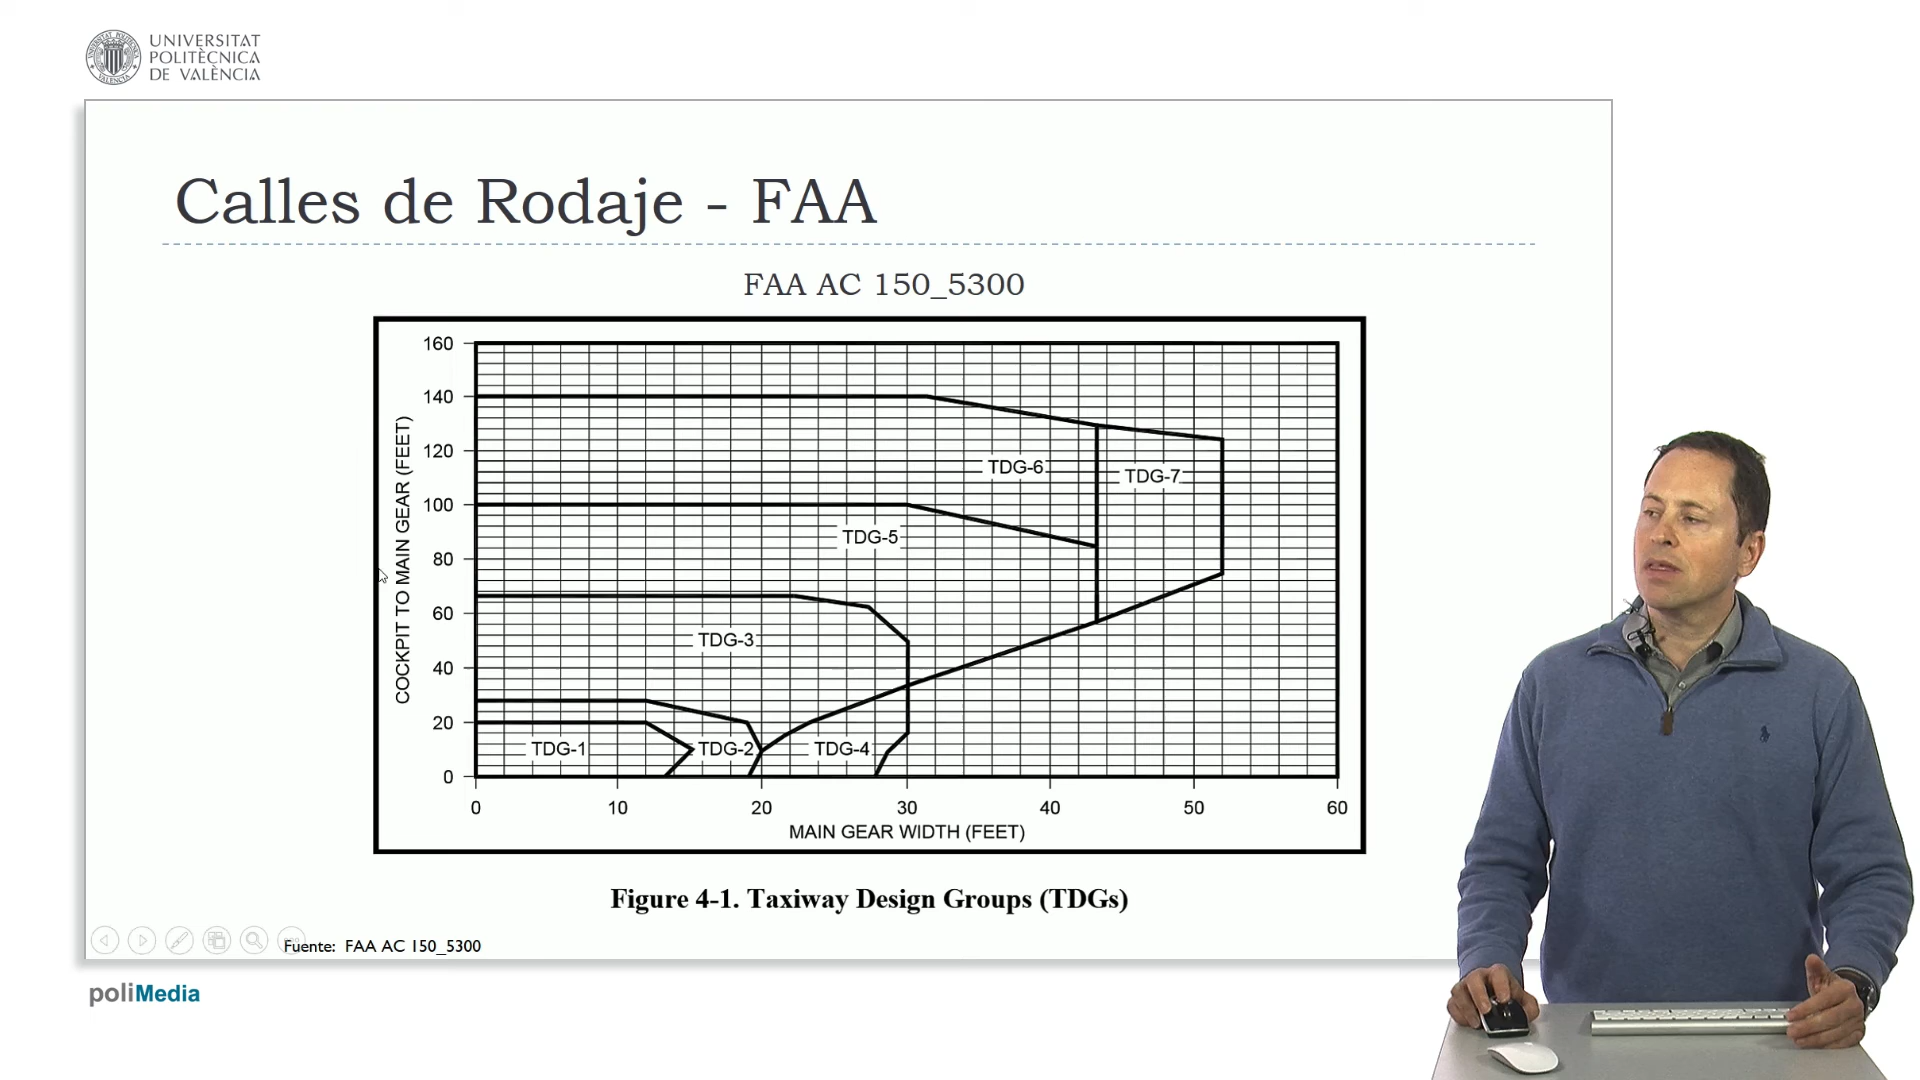 UNIVERSITAT
POLITÈCNICA
DE VALÈNCIA
Calles de Rodaje - FAA
FAA AC 150_5300
160
140
120
100
80
60
40
20
0
COCKPIT TO MAIN GEAR (FEET)
TDG-6
TDG-7
TDG-5
TDG-3
TDG-1
TDG-2
TDG-4
0 10 20 30 40 50 60
MAIN GEAR WIDTH (FEET)
Figure 4-1. Taxiway Design Groups (TDGs)
Fuente: FAA AC 150_5300
poliMedia